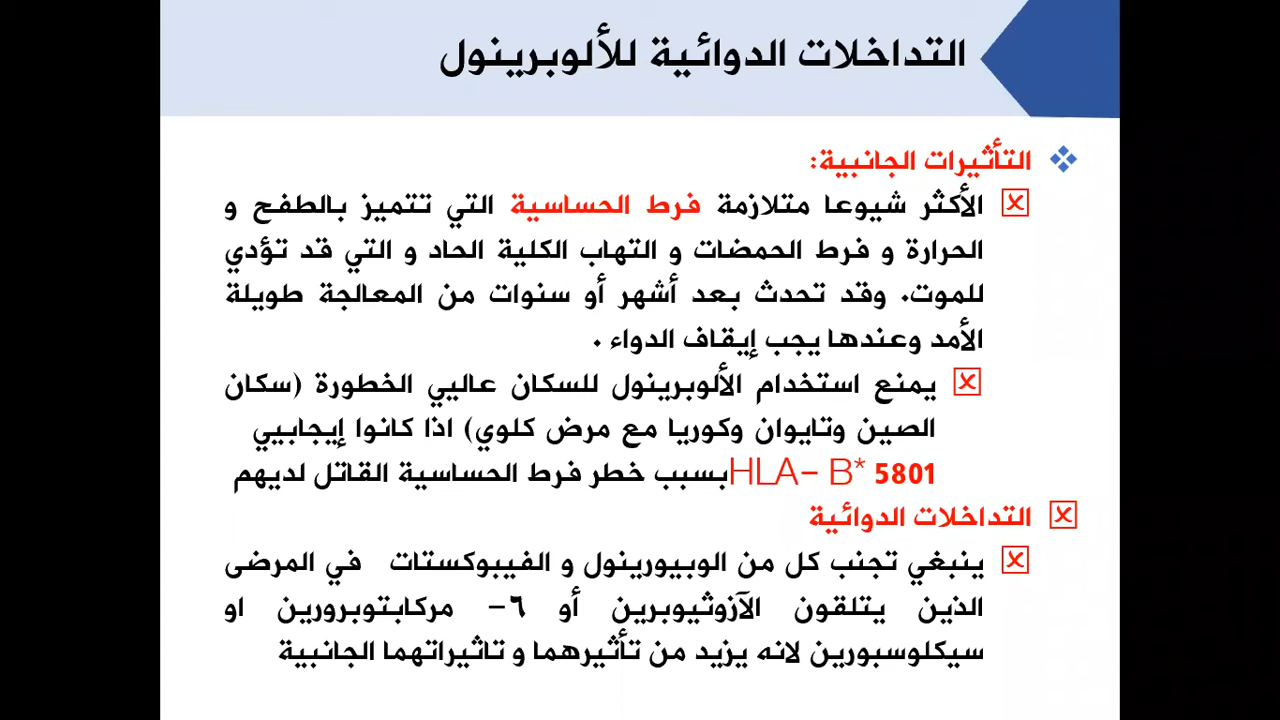 التداخلات الدوائية للألوبرينول
التأثيرات الجانبية:
الأكثر شيوعا متلازمة فرط الحساسية التي تتميز بالطفح و
الحرارة و فرط الحمضات و التهاب الكلية الحاد و التي قد تؤدي
للموت. وقد تحدث بعد أشهر أو سنوات من المعالجة طويلة
الأمد وعندها يجب إيقاف الدواء .
يمنع استخدام الألوبرينول للسكان عاليي الخطورة (سكان
الصين وتايوان وكوريا مع مرض كلوي) اذا كانوا إيجابيي
HLA- B* 5801 بسبب خطر فرط الحساسية القاتل لديهم
التداخلات الدوائية
ينبغي تجنب كل من الوبيورينول و الفيبوكستات في المرضى
الذين يتلقون الآزوثيوبرين أو ٦- مركابتوبرورين او
سيكلوسبورين لانه يزيد من تأثيرهما و تاثيراتهما الجانبية